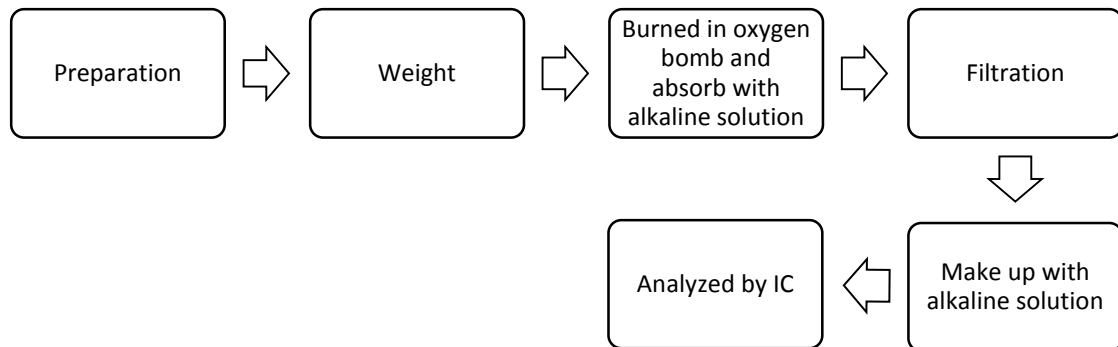 Preparation
Weight
Burned in oxygen
bomb and
absorb with
alkaline solution
Filtration
Make up with
alkaline solution
Analyzed by IC